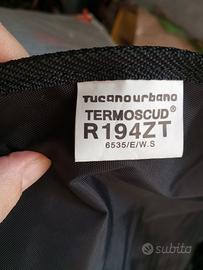 Tucanourbano
TERMOSCUD®
R194ZT
6535/E/W.S
subito